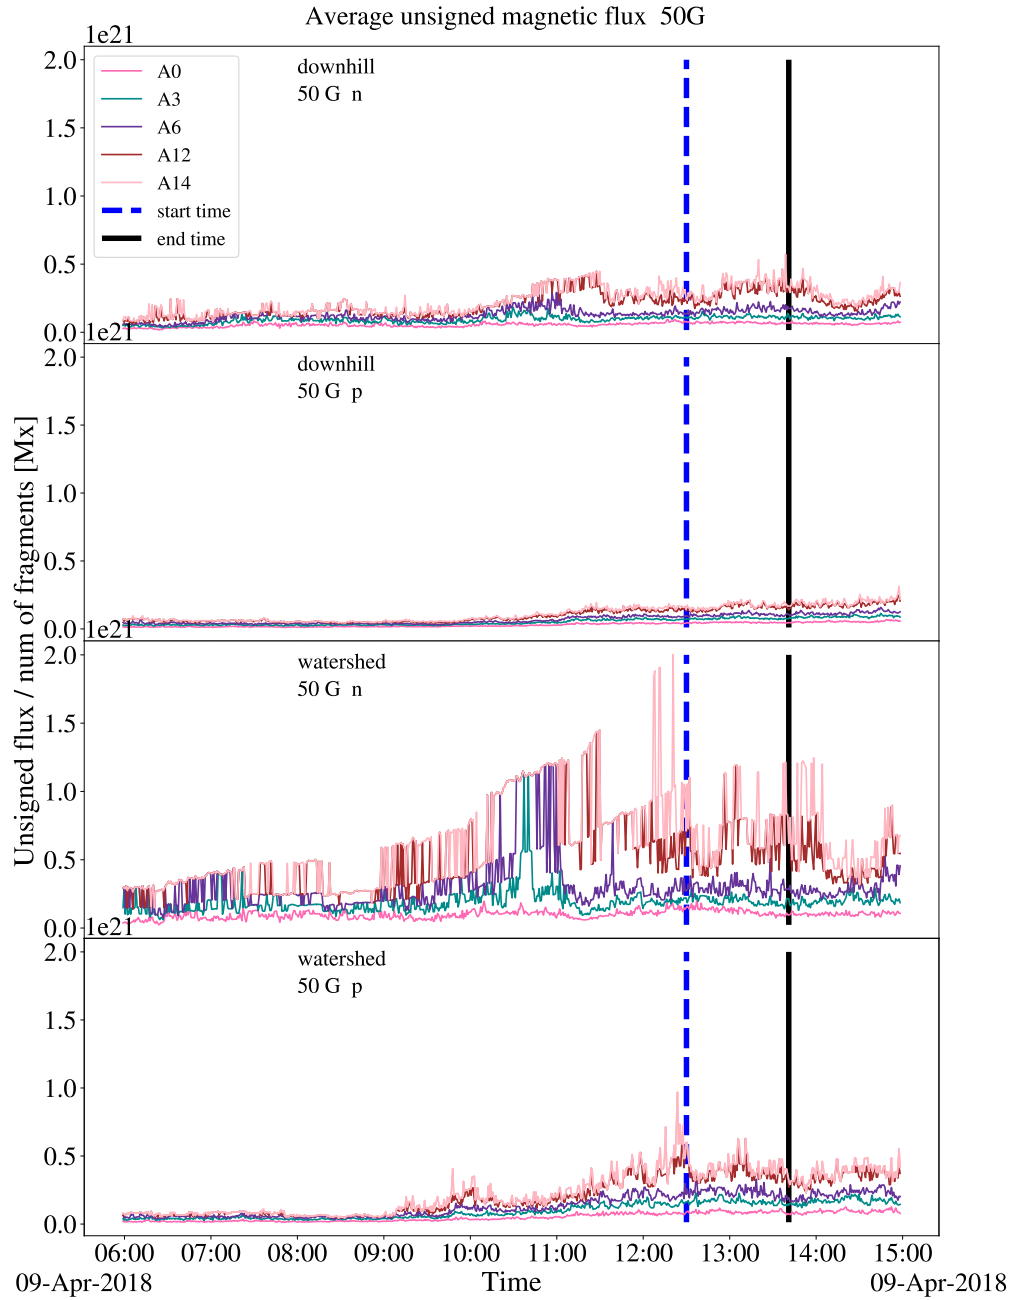 Average unsigned magnetic flux 50G
1e21
2.0
1.5
1.0
0.5
0.0
A0
A3
A6
A12
A14
start time
end time
downhill
50 G n
1e21
2.0
1.5
1.0
0.5
0.0
downhill
50 G p
1e21
2.0
1.5
1.0
0.5
0.0
watershed
50 G n
1e21
2.0
1.5
1.0
0.5
0.0
watershed
50 G p
Unsigned flux / num of fragments [Mx]
06:00 07:00 08:00 09:00 10:00 11:00 12:00 13:00 14:00 15:00
09-Apr-2018 Time 09-Apr-2018